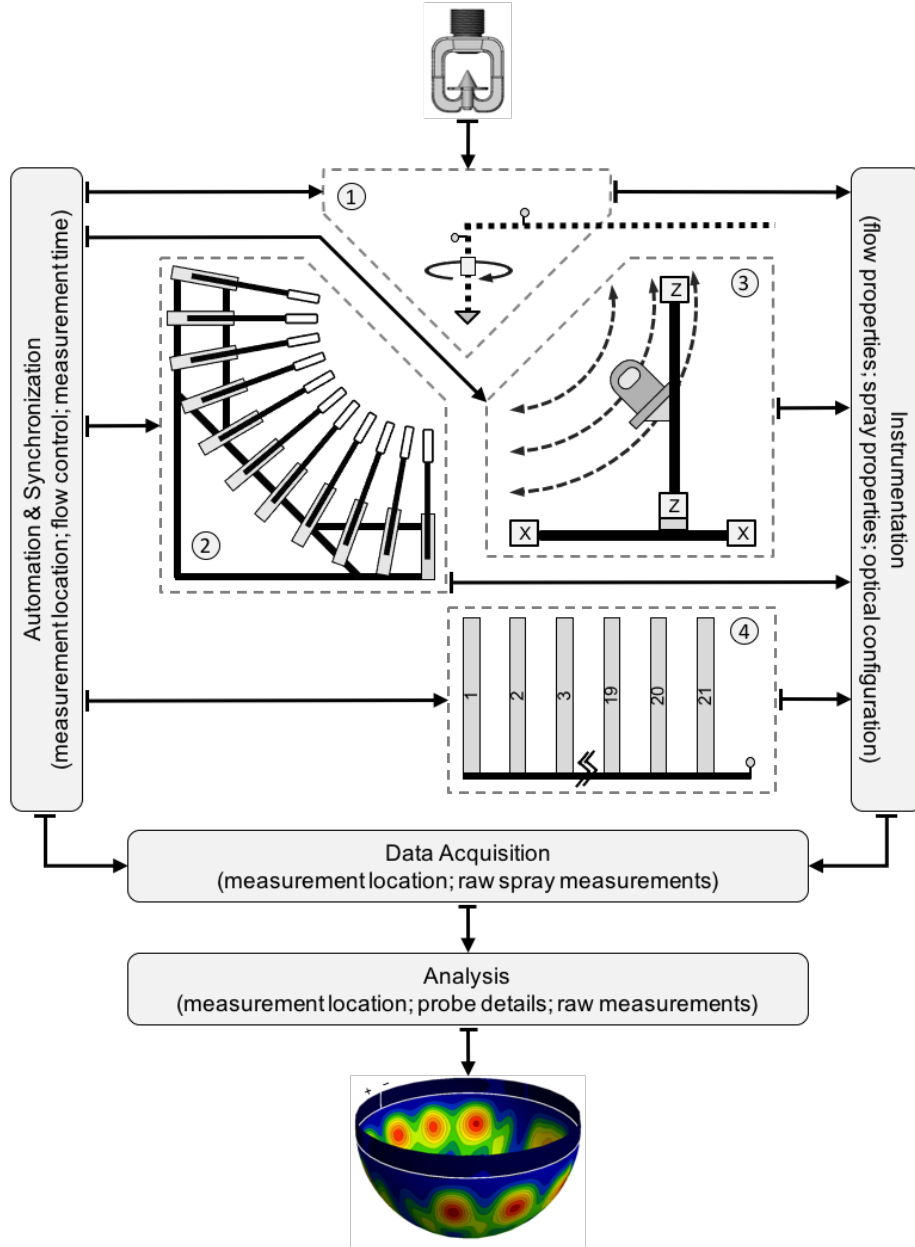 1
Automation & Synchronization
(measurement location; flow control; measurement time)
2
Z
3
Z
X
X
Instrumentation
(flow properties; spray properties; optical configuration)
4
1
2
3
19
20
21
Data Acquisition
(measurement location; raw spray measurements)
Analysis
(measurement location; probe details; raw measurements)
+ −